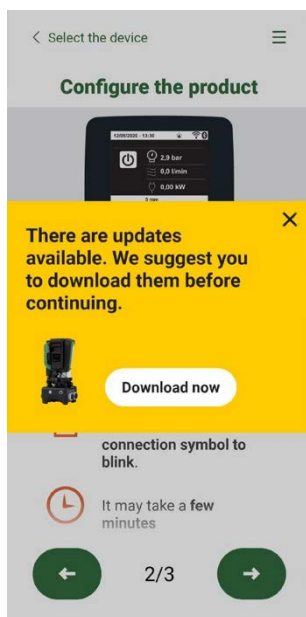 Select the device
Configure the product
12/05/2020 - 10:30
2,9 bar
0,0 l/min
0,00 kW
There are updates
available. We suggest you
to download them before
continuing.
Download now
connection symbol to
blink.
It may take a few
minutes
2/3